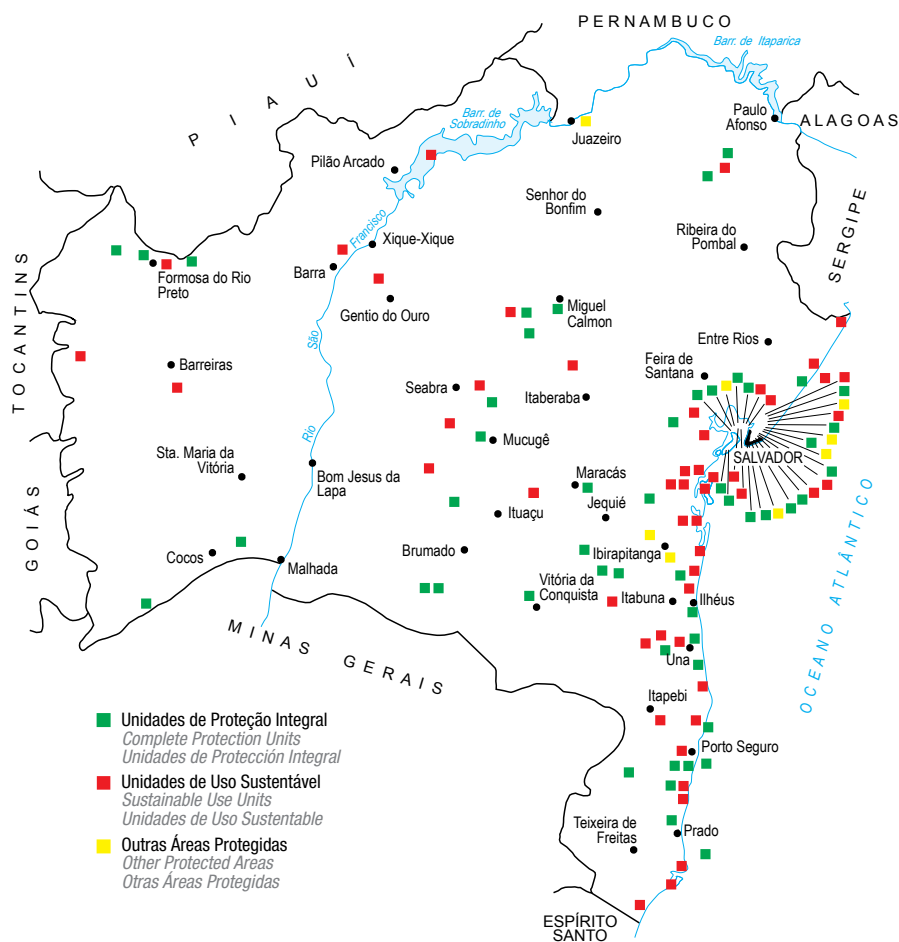 PERNAMBUCO
Barr. de Itaparica
PIAUÍ
Barr. de
Sobradinho
Juazeiro
Paulo
Afonso
ALAGOAS
Pilão Arcado
Senhor do
Bonfim
SERGIPE
Francisco
Xique-Xique
Ribeira do
Pombal
Barra
Formosa do Rio
Preto
TOCANTINS
Gentio do Ouro
Miguel
Calmon
São
Entre Rios
Barreiras
Feira de
Santana
Seabra
Itaberaba
Rio
Mucugê
Sta. Maria da
Vitória
SALVADOR
Bom Jesus da
Lapa
Maracás
Jequié
Ituaçu
GOIÁS
OCEANO ATLÂNTICO
Brumado
Ibirapitanga
Cocos
Malhada
Vitória da
Conquista
Itabuna
Ilhéus
MINAS GERAIS
Una
Itapebi
Porto Seguro
Teixeira de
Freitas
Prado
ESPÍRITO
SANTO
Unidades de Proteção Integral
Complete Protection Units
Unidades de Protección Integral
Unidades de Uso Sustentável
Sustainable Use Units
Unidades de Uso Sustentable
Outras Áreas Protegidas
Other Protected Areas
Otras Áreas Protegidas